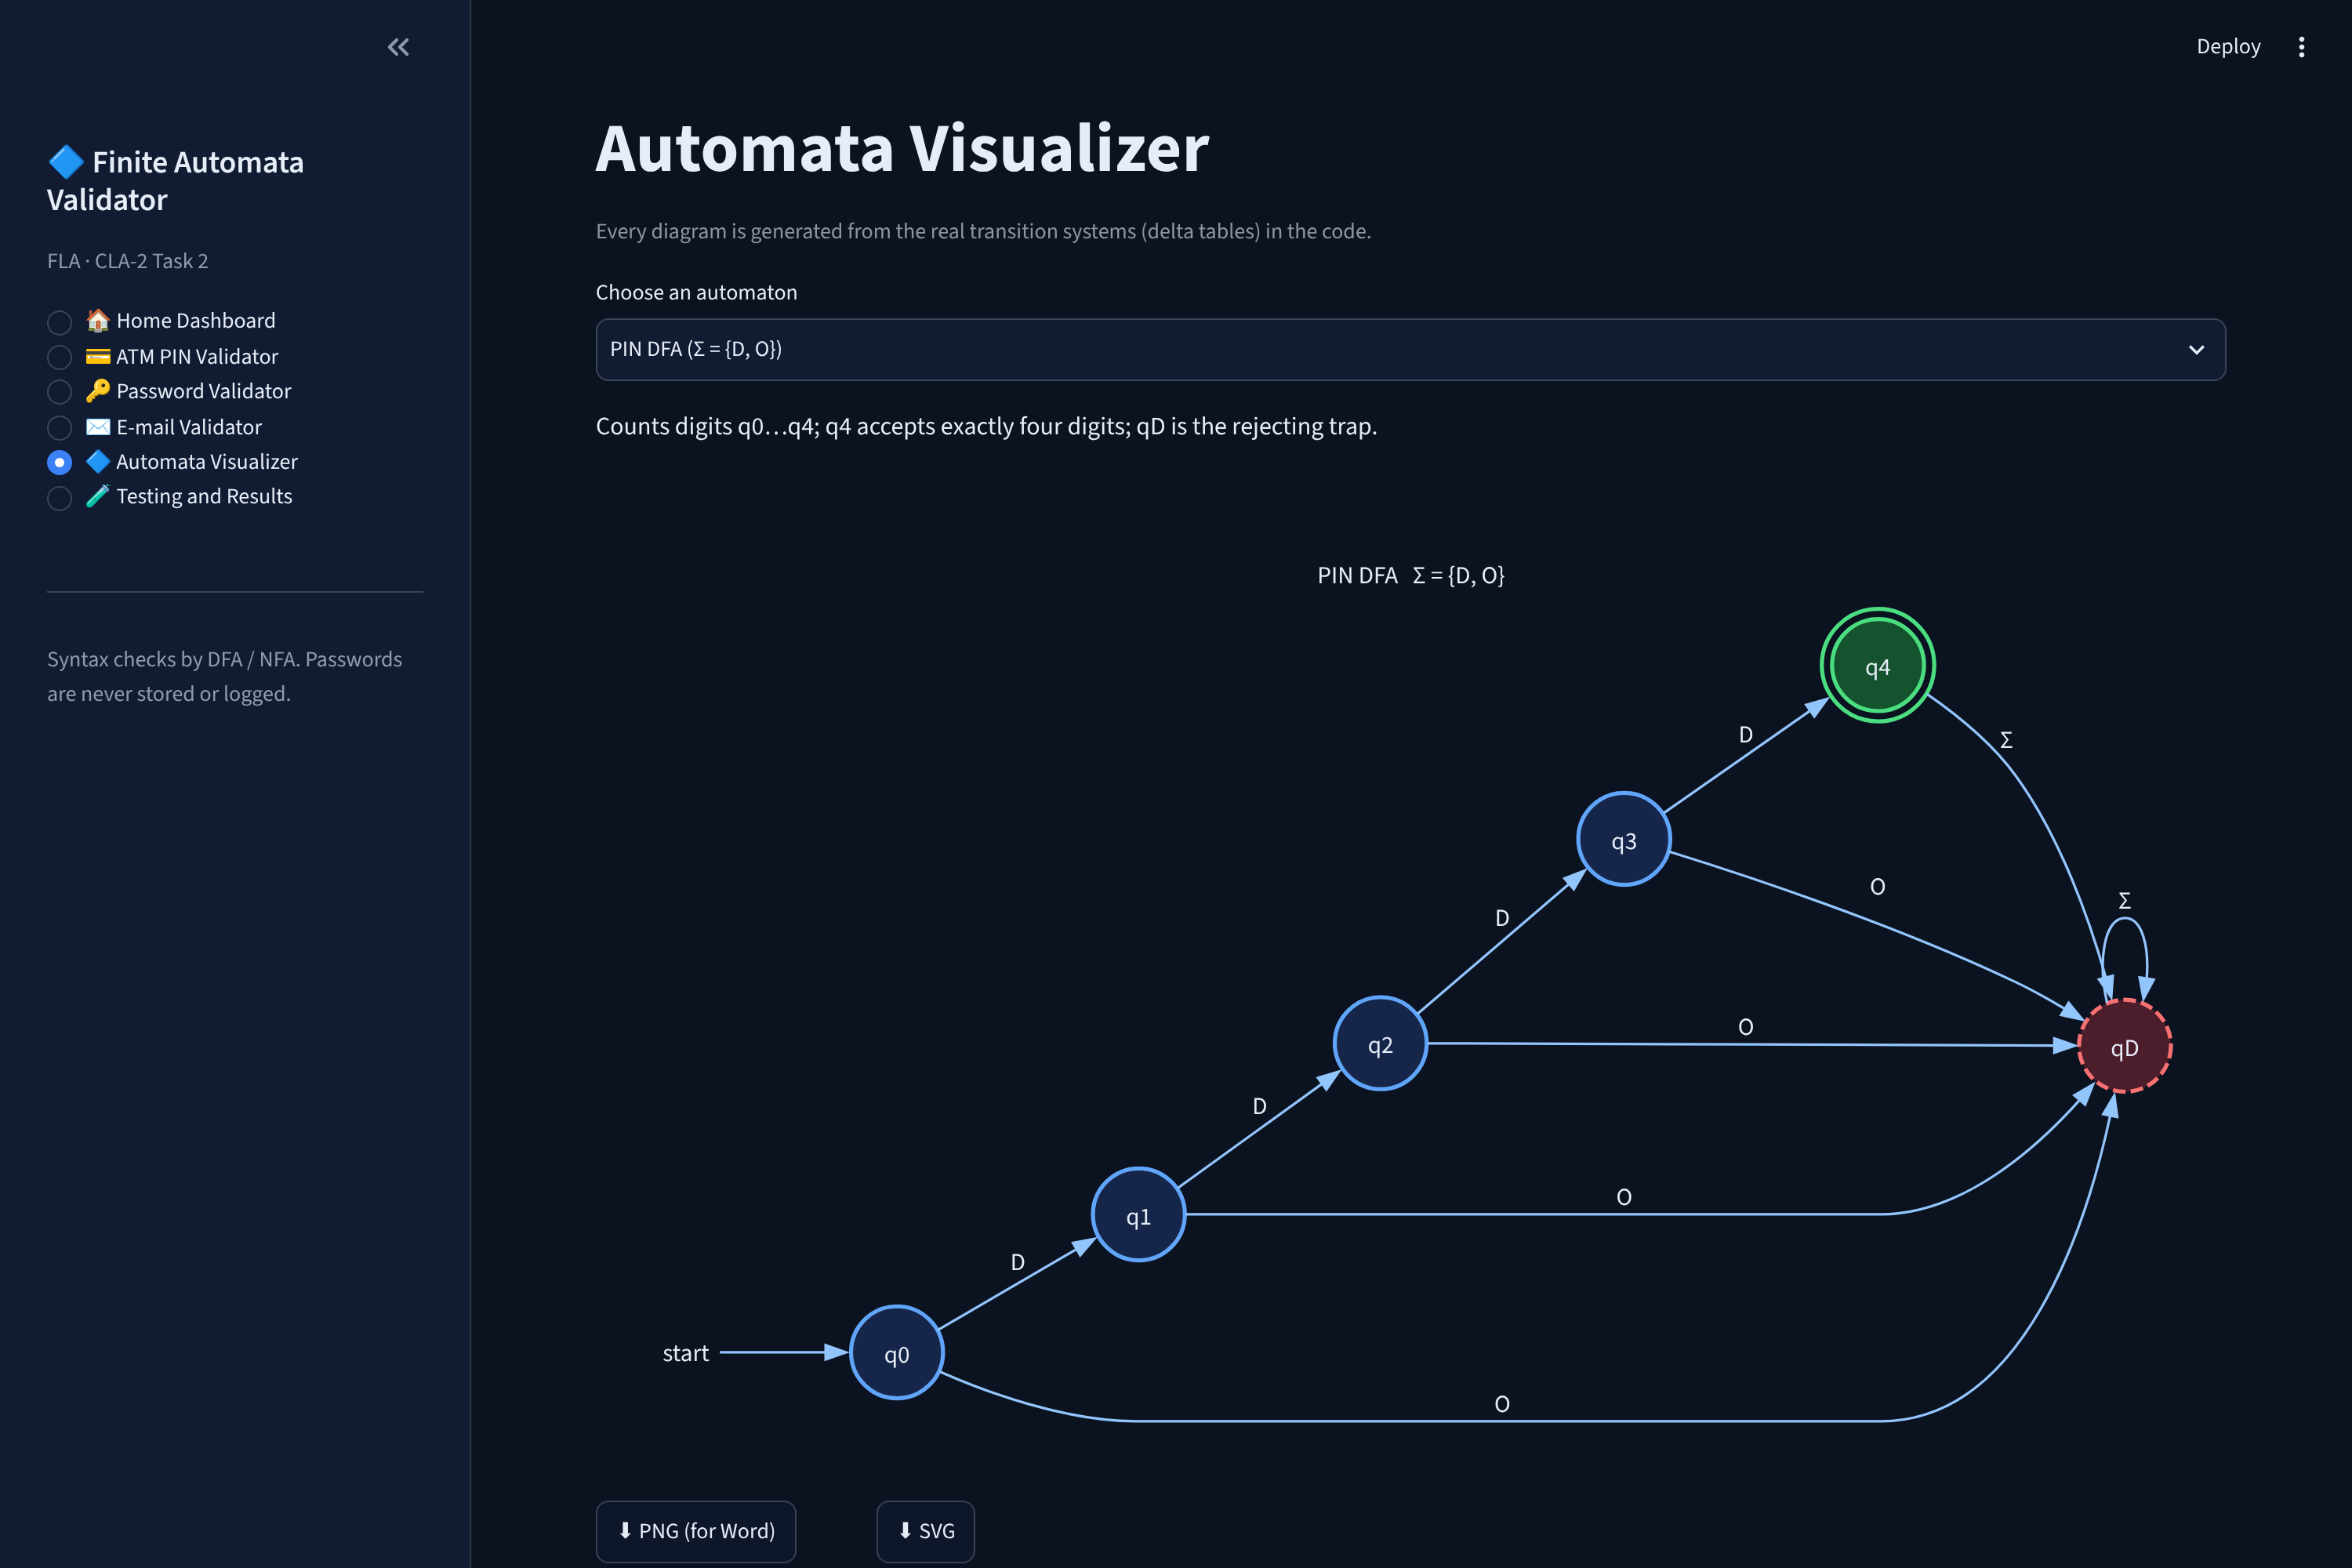 Deploy
🔷 Finite Automata
Validator
FLA · CLA-2 Task 2
🏠 Home Dashboard
💳 ATM PIN Validator
🔑 Password Validator
✉️ E-mail Validator
🔷 Automata Visualizer
🧪 Testing and Results
Syntax checks by DFA / NFA. Passwords
are never stored or logged.
Automata Visualizer
Every diagram is generated from the real transition systems (delta tables) in the code.
Choose an automaton
PIN DFA (Σ = {D, O})
Counts digits q0…q4; q4 accepts exactly four digits; qD is the rejecting trap.
PIN DFA Σ = {D, O}
q4
D
Σ
q3
O
Σ
D
O
q2
qD
D
O
q1
D
start
q0
O
⬇ PNG (for Word)
⬇ SVG